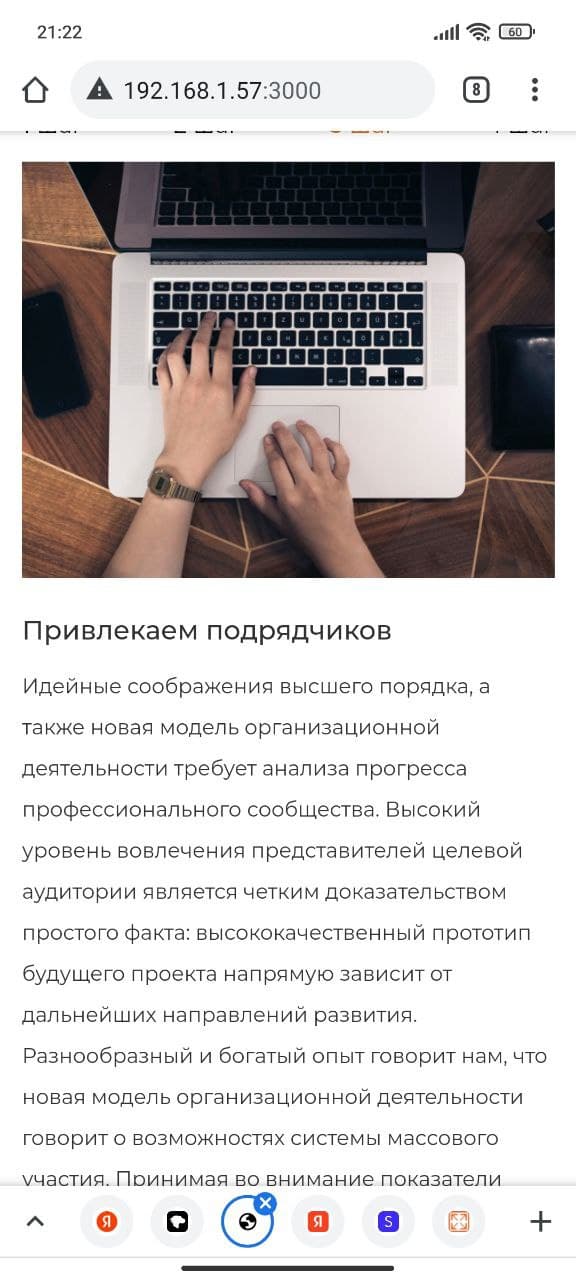 21:22
60
192.168.1.57:3000
8
Привлекаем подрядчиков
Идейные соображения высшего порядка, а
также новая модель организационной
деятельности требует анализа прогресса
профессионального сообщества. Высокий
уровень вовлечения представителей целевой
аудитории является четким доказательством
простого факта: высококачественный прототип
будущего проекта напрямую зависит от
дальнейших направлений развития.
Разнообразный и богатый опыт говорит нам, что
новая модель организационной деятельности
говорит о возможностях системы массового
участия. Принимая во внимание показатели
Я
Я
S